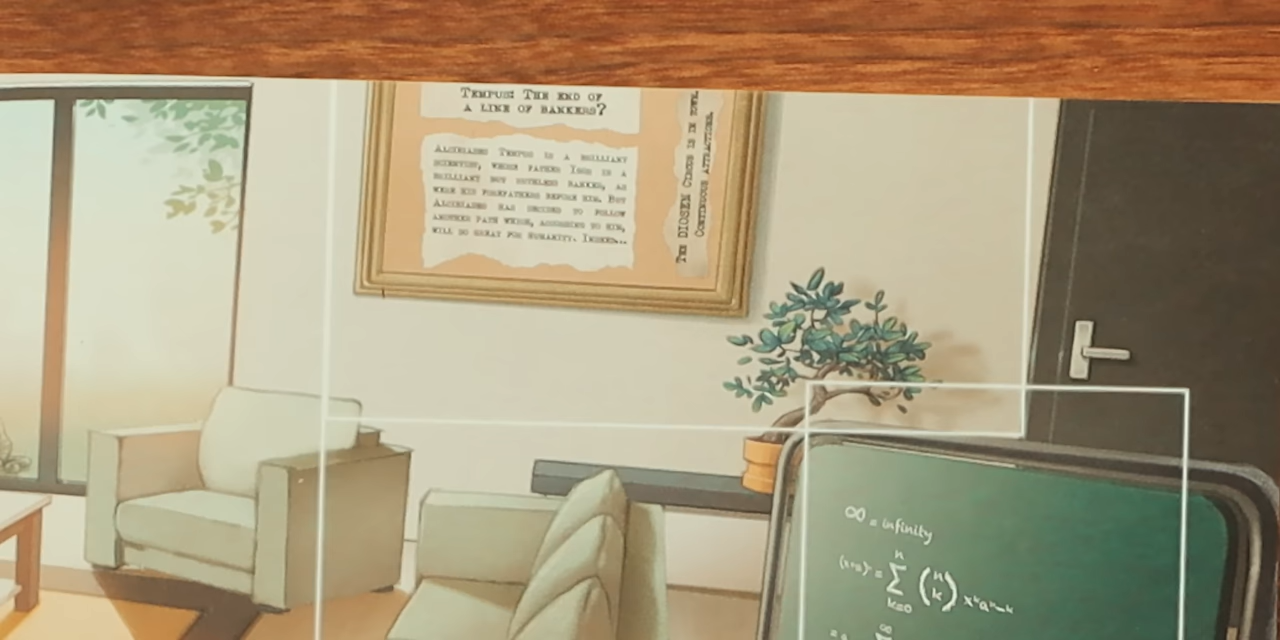 TEMPUS: THE END OF
A LINE OF BANKERS?
ALCIBIADES TEMPUS IS A BRILLIANT
SCIENTIST, WHOSE FATHER IS A
BRILLIANT BUT RUTHLESS BANKER, AS
WERE HIS FOREFATHERS BEFORE HIM. BUT
ALCIBIADES HAS DECIDED TO FOLLOW
ANOTHER PATH WHICH, ACCORDING TO HIM,
WILL DO GREAT FOR HUMANITY. INDEED...
THE DIOSEN CIRCUS IS IN TOWN.
CONTINUOUS ATTRACTIONS.
∞ = infinity
n
= Σ (n k) x^k a^n-k
k=0
∞